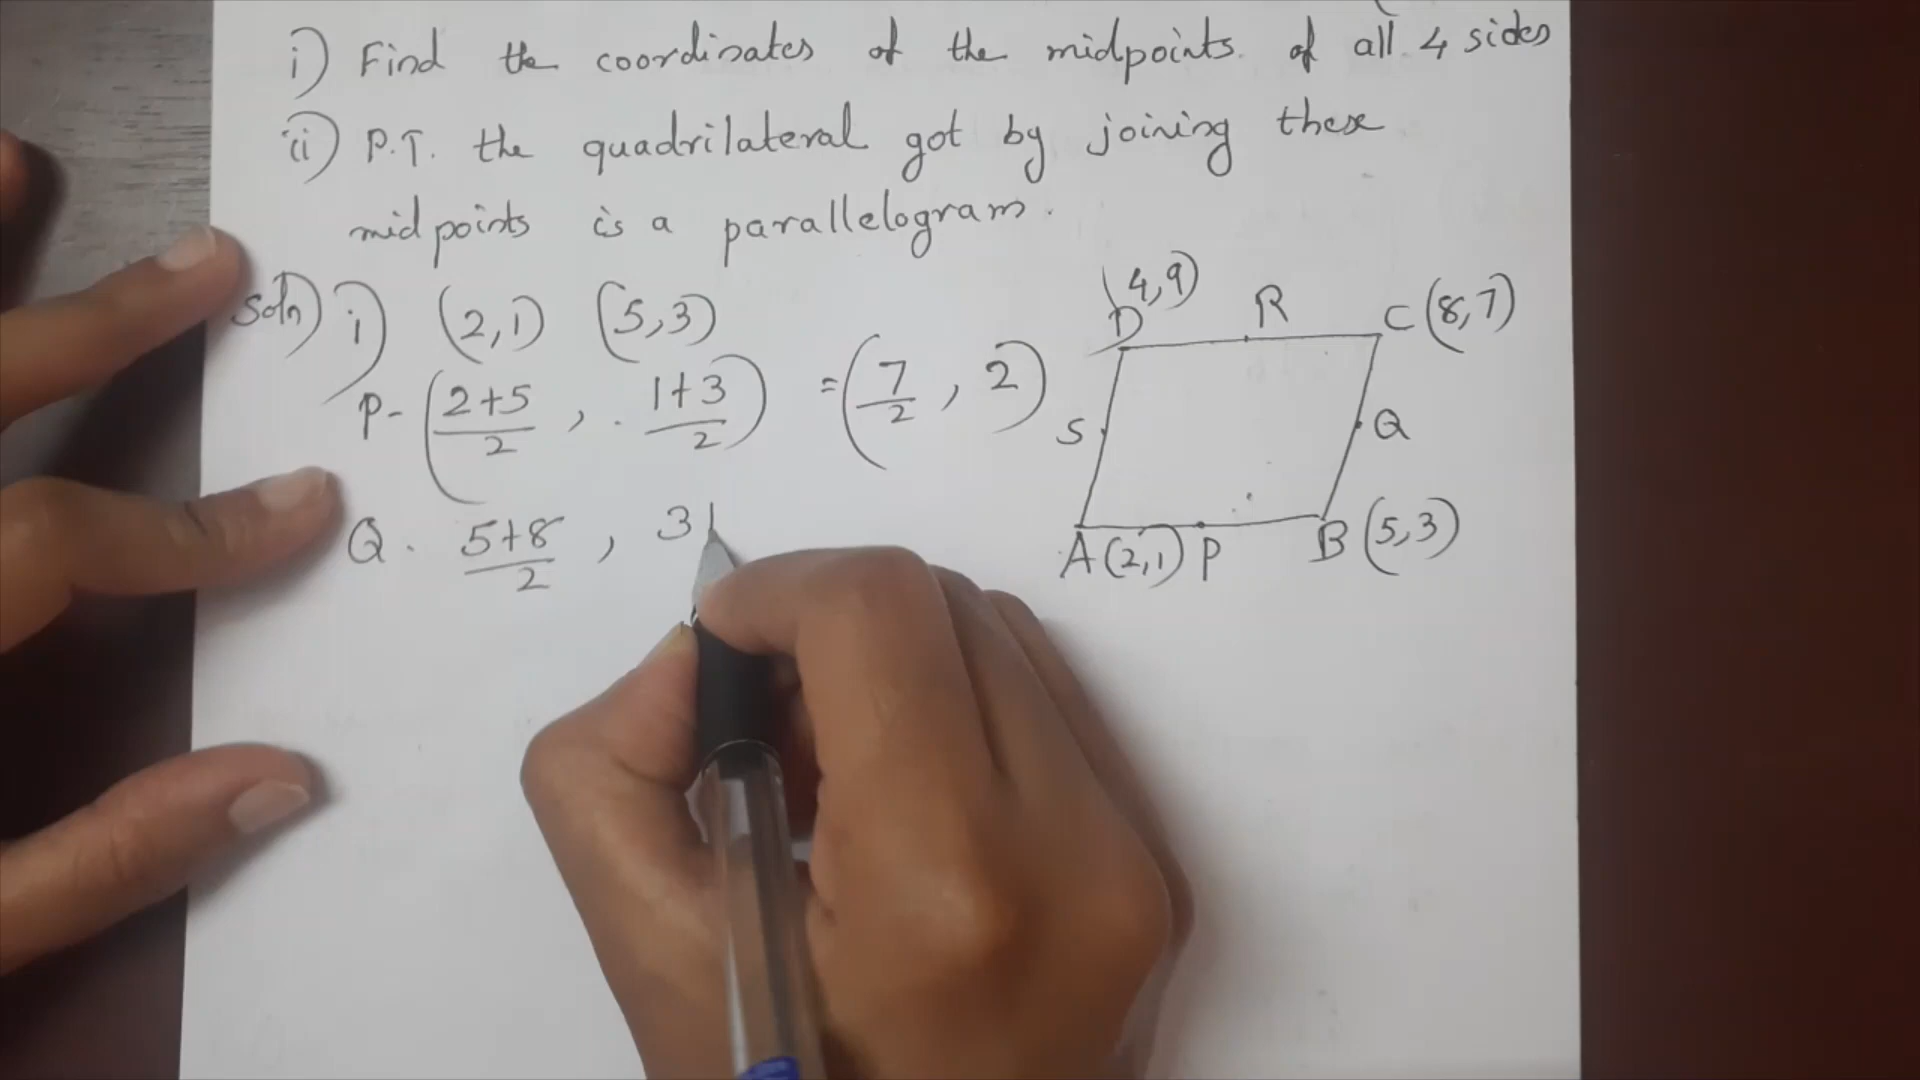 i) Find the coordinates of the midpoints of all 4 sides
ii) P.T. the quadrilateral got by joining these
midpoints is a parallelogram.
Soln) i) (2,1) (5,3)
P- (2+5/2, 1+3/2) = (7/2, 2)
Q. 5+8/2, 3
(4,9)
D R C (8,7)
S Q
A(2,1) P B(5,3)